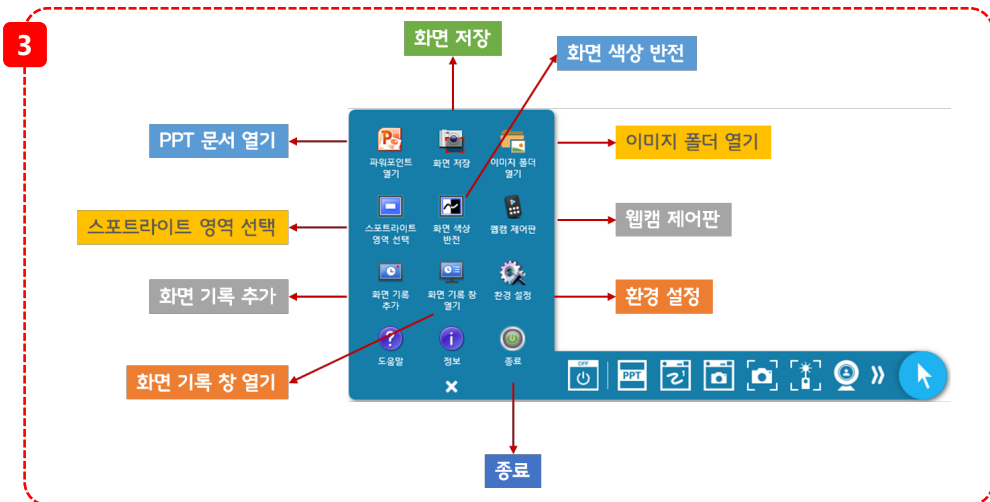 3
화면 저장
화면 색상 반전
PPT 문서 열기
이미지 폴더 열기
스포트라이트 영역 선택
웹캠 제어판
화면 기록 추가
환경 설정
화면 기록 창 열기
종료
파워포인트
열기
화면 저장
이미지 폴더
열기
스포트라이트
영역 선택
화면 색상
반전
웹캠 제어판
화면 기록
추가
화면 기록 창
열기
환경 설정
도움말
정보
종료
OFF
PPT